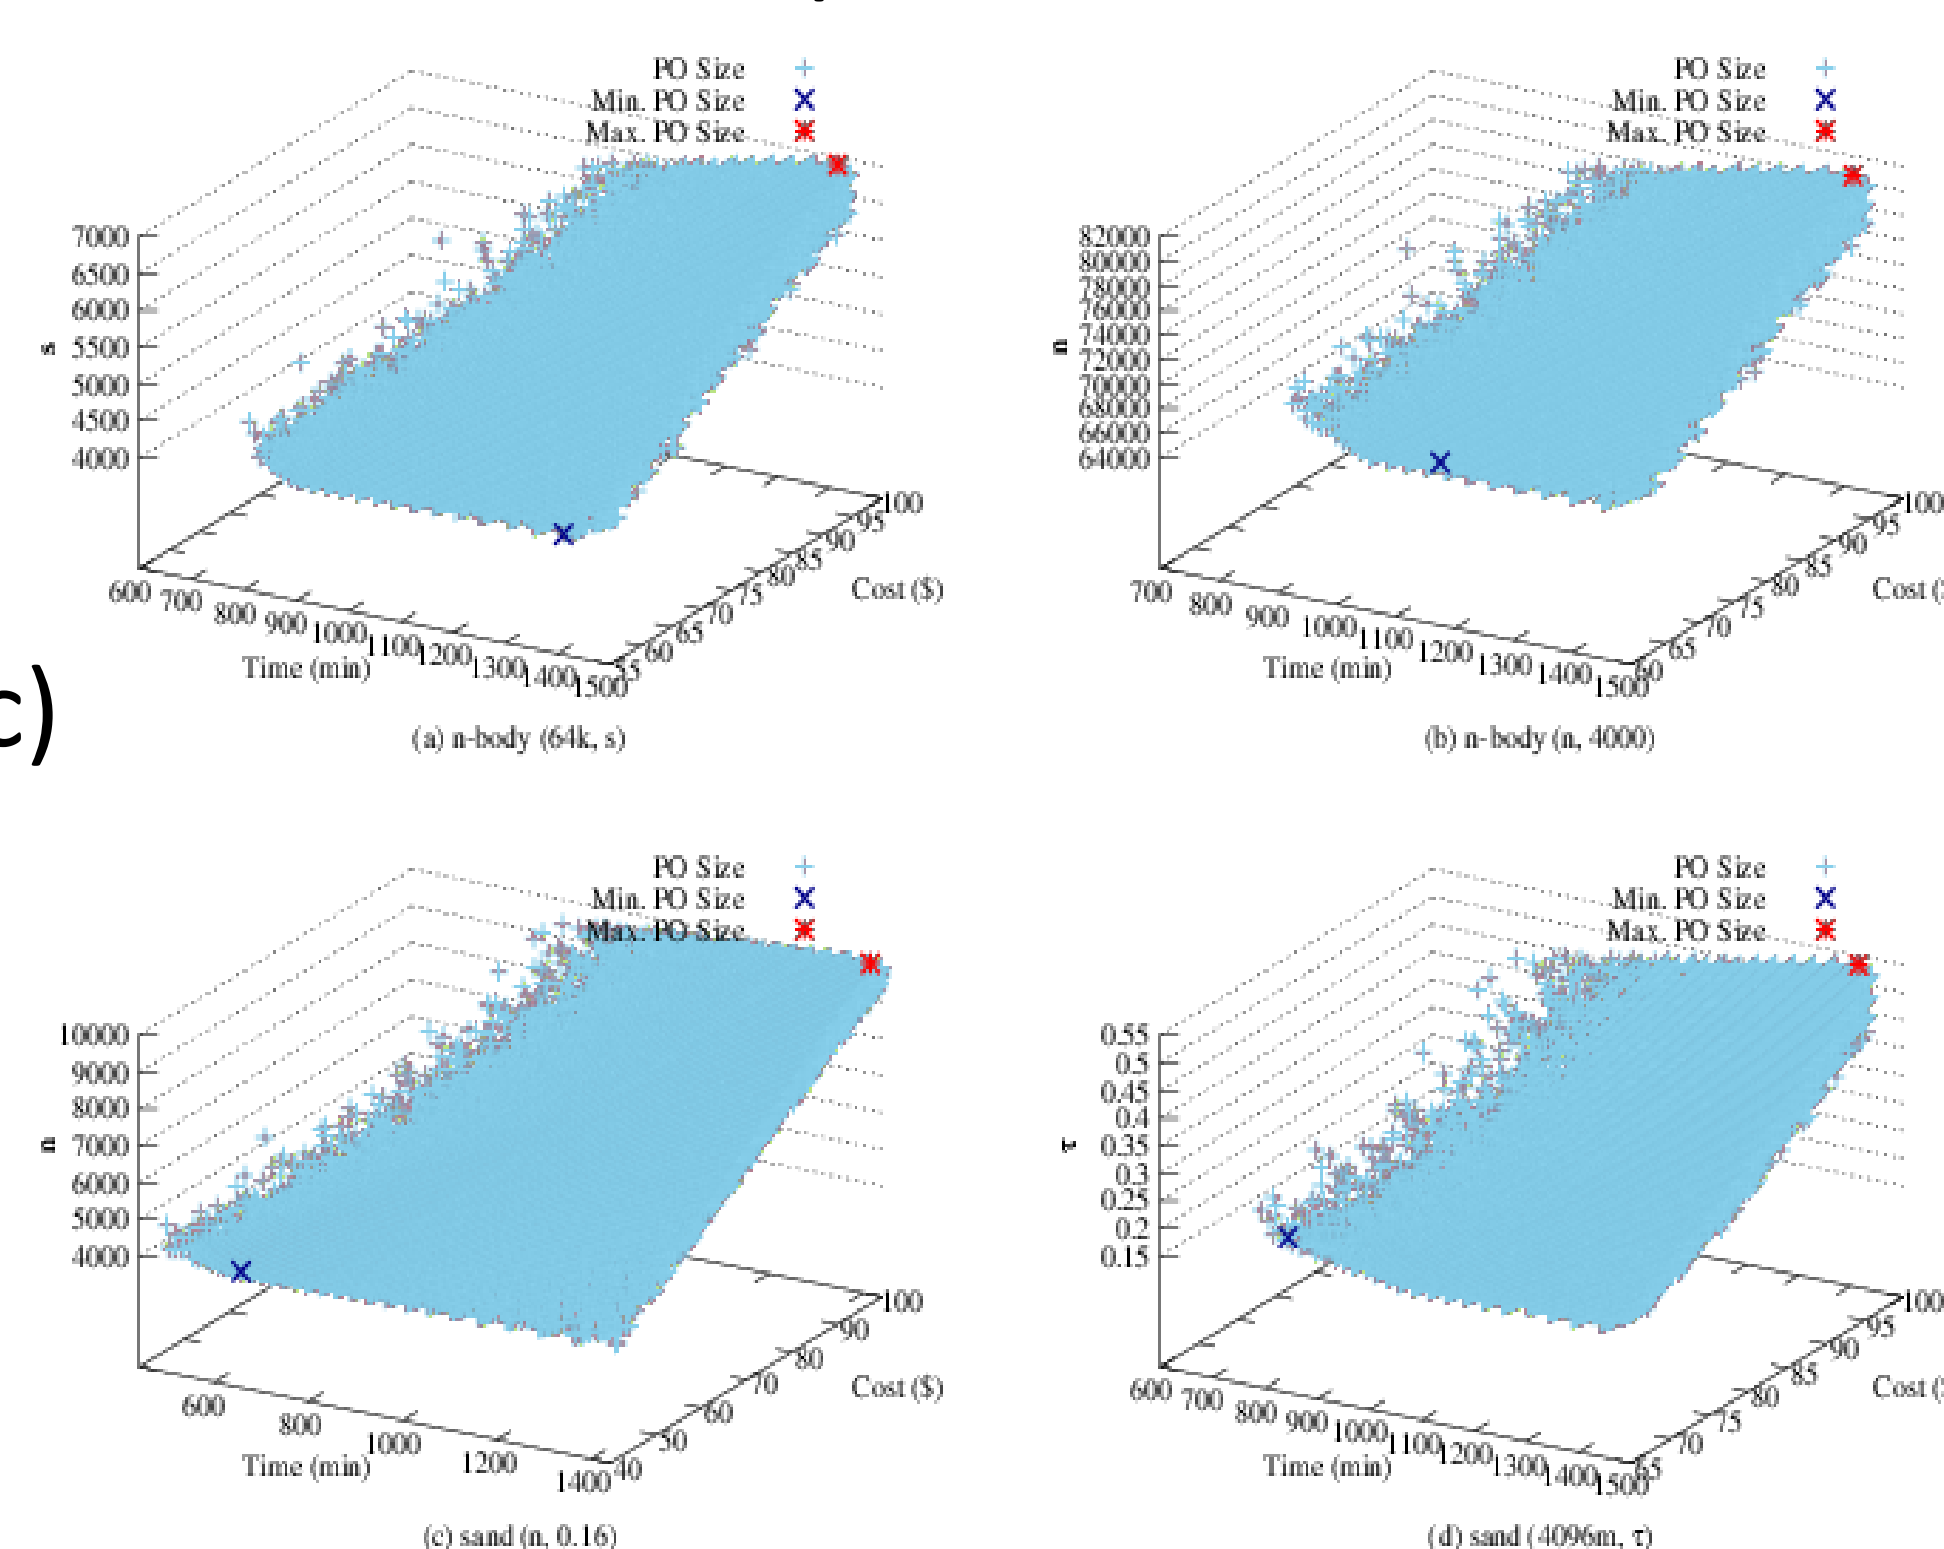 PO Size
Min. PO Size
Max. PO Size
7000
6500
6000
5500
5000
4500
4000
s
600 700 800 900 1000 1100 1200 1300 1400 1500
Time (min)
55 60 65 70 75 80 85 90 95 100
Cost ($)
(a) n-body (64k, s)
PO Size
Min. PO Size
Max. PO Size
82000
80000
78000
76000
74000
72000
70000
68000
66000
64000
n
700 800 900 1000 1100 1200 1300 1400 1500
Time (min)
60 65 70 75 80 85 90 95 100
Cost (
(b) n-body (n, 4000)
c)
PO Size
Min. PO Size
Max. PO Size
10000
9000
8000
7000
6000
5000
4000
n
600 800 1000 1200 1400
Time (min)
40 50 60 70 80 90 100
Cost ($)
(c) sand (n, 0.16)
PO Size
Min. PO Size
Max. PO Size
0.55
0.5
0.45
0.4
0.35
0.3
0.25
0.2
0.15
τ
600 700 800 900 1000 1100 1200 1300 1400 1500
Time (min)
65 70 75 80 85 90 95 100
Cost (
(d) sand (4096m, τ)